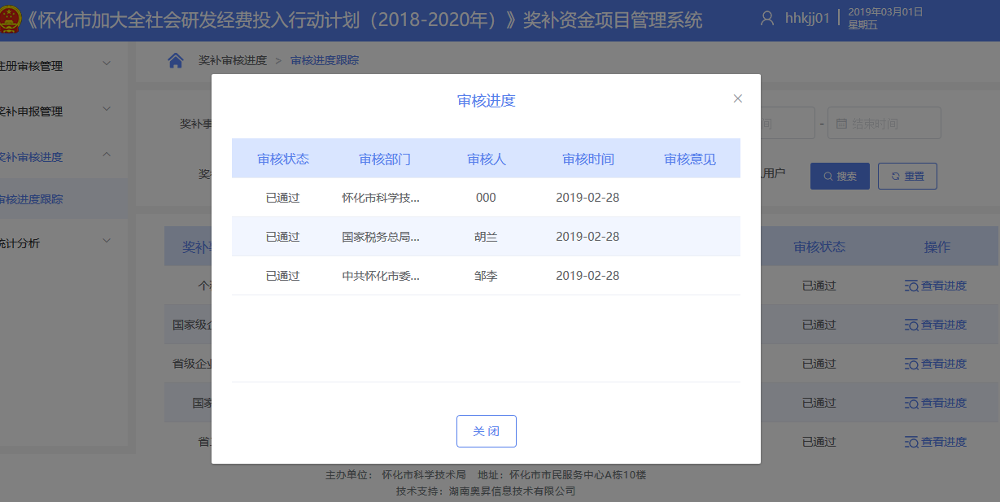 《怀化市加大全社会研发经费投入行动计划（2018-2020年）》奖补资金项目管理系统
hhkjj01
2019年03月01日
星期五
注册审核管理
奖补申报管理
奖补审核进度
审核进度跟踪
统计分析
奖补审核进度 > 审核进度跟踪
奖补事
间 - 结束时间
奖
用户 搜索 重置
审核进度
审核状态 审核部门 审核人 审核时间 审核意见
已通过 怀化市科学技... 000 2019-02-28
已通过 国家税务总局... 胡兰 2019-02-28
已通过 中共怀化市委... 邹李 2019-02-28
关 闭
奖补事 审核状态 操作
个 已通过 查看进度
国家级企 已通过 查看进度
省级企业 已通过 查看进度
国家 已通过 查看进度
省 已通过 查看进度
主办单位： 怀化市科学技术局 地址：怀化市市民服务中心A栋10楼
技术支持：湖南奥昇信息技术有限公司